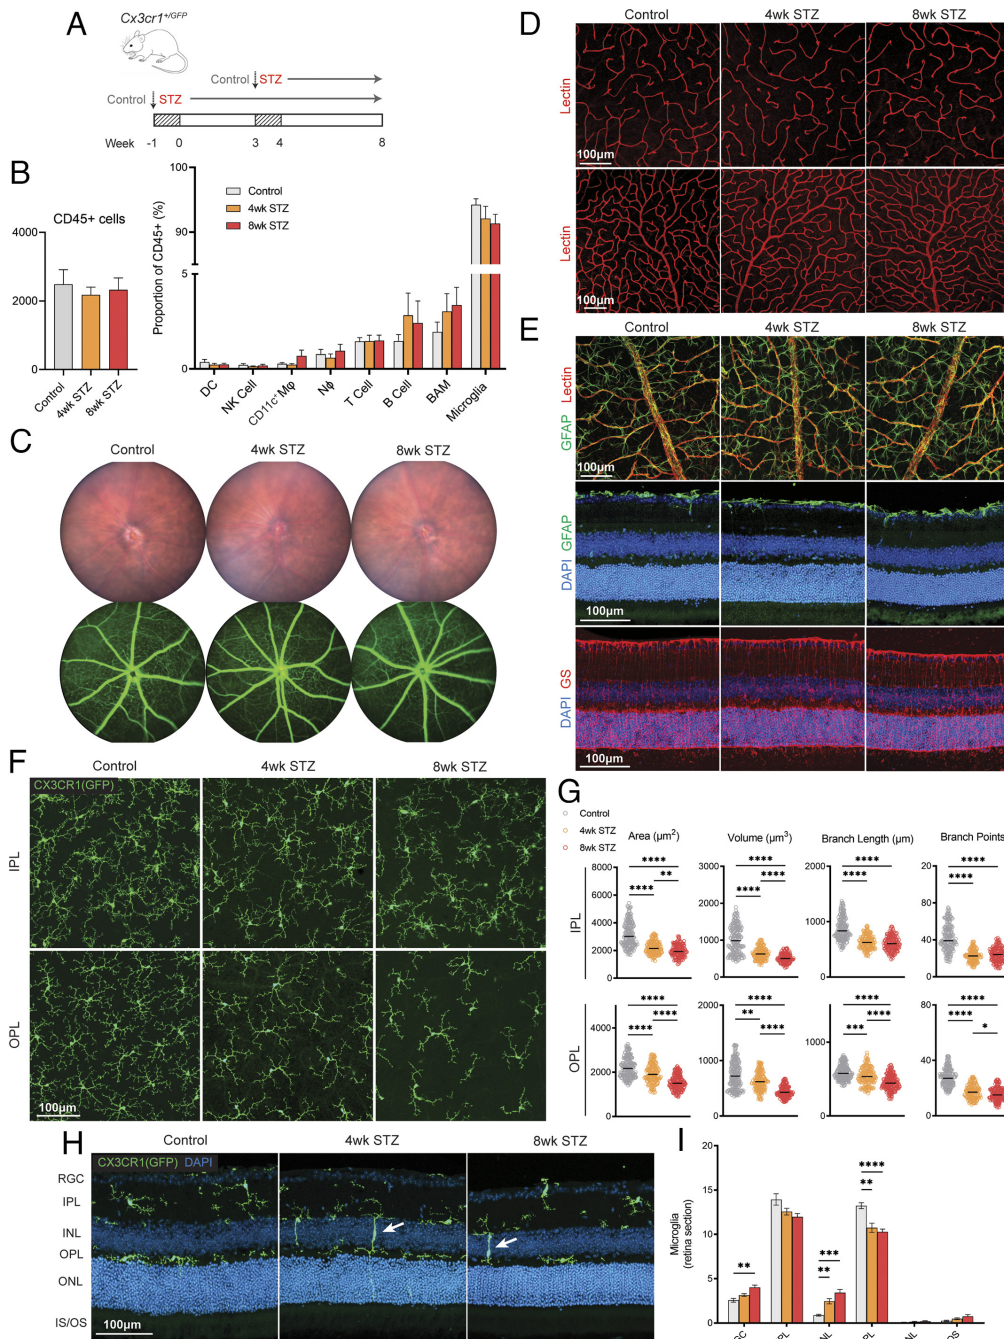 A
Cx3cr1+/GFP
Control STZ
Control STZ
Week -1 0 3 4 8
B
CD45+ cells
4000
2000
0
Control
4wk STZ
8wk STZ
Proportion of CD45+ (%)
100
90
5
0
Control
4wk STZ
8wk STZ
DC
NK Cell
CD11c+ Mφ
Nϕ
T Cell
B Cell
BAM
Microglia
C
Control 4wk STZ 8wk STZ
D
Control 4wk STZ 8wk STZ
Lectin
100μm
Lectin
100μm
E
Control 4wk STZ 8wk STZ
GFAP Lectin
100μm
DAPI GFAP
100μm
DAPI GS
100μm
F
Control 4wk STZ 8wk STZ
CX3CR1(GFP)
IPL
OPL
100μm
G
Control
4wk STZ
8wk STZ
Area (μm2) Volume (μm3) Branch Length (μm) Branch Points
IPL
8000
6000
4000
2000
0
**** ** ****
3000
2000
1000
0
**** **** ****
2000
1000
0
**** ****
80
40
0
**** ****
OPL
4000
2000
0
**** **** ****
2000
1000
0
**** ** ****
1000
0
**** *** ****
80
40
0
**** **** *
H
Control 4wk STZ 8wk STZ
CX3CR1(GFP) DAPI
RGC
IPL
INL
OPL
ONL
IS/OS
100μm
I
Microglia
(retina section)
20
15
10
5
0
**
***
**
****
**